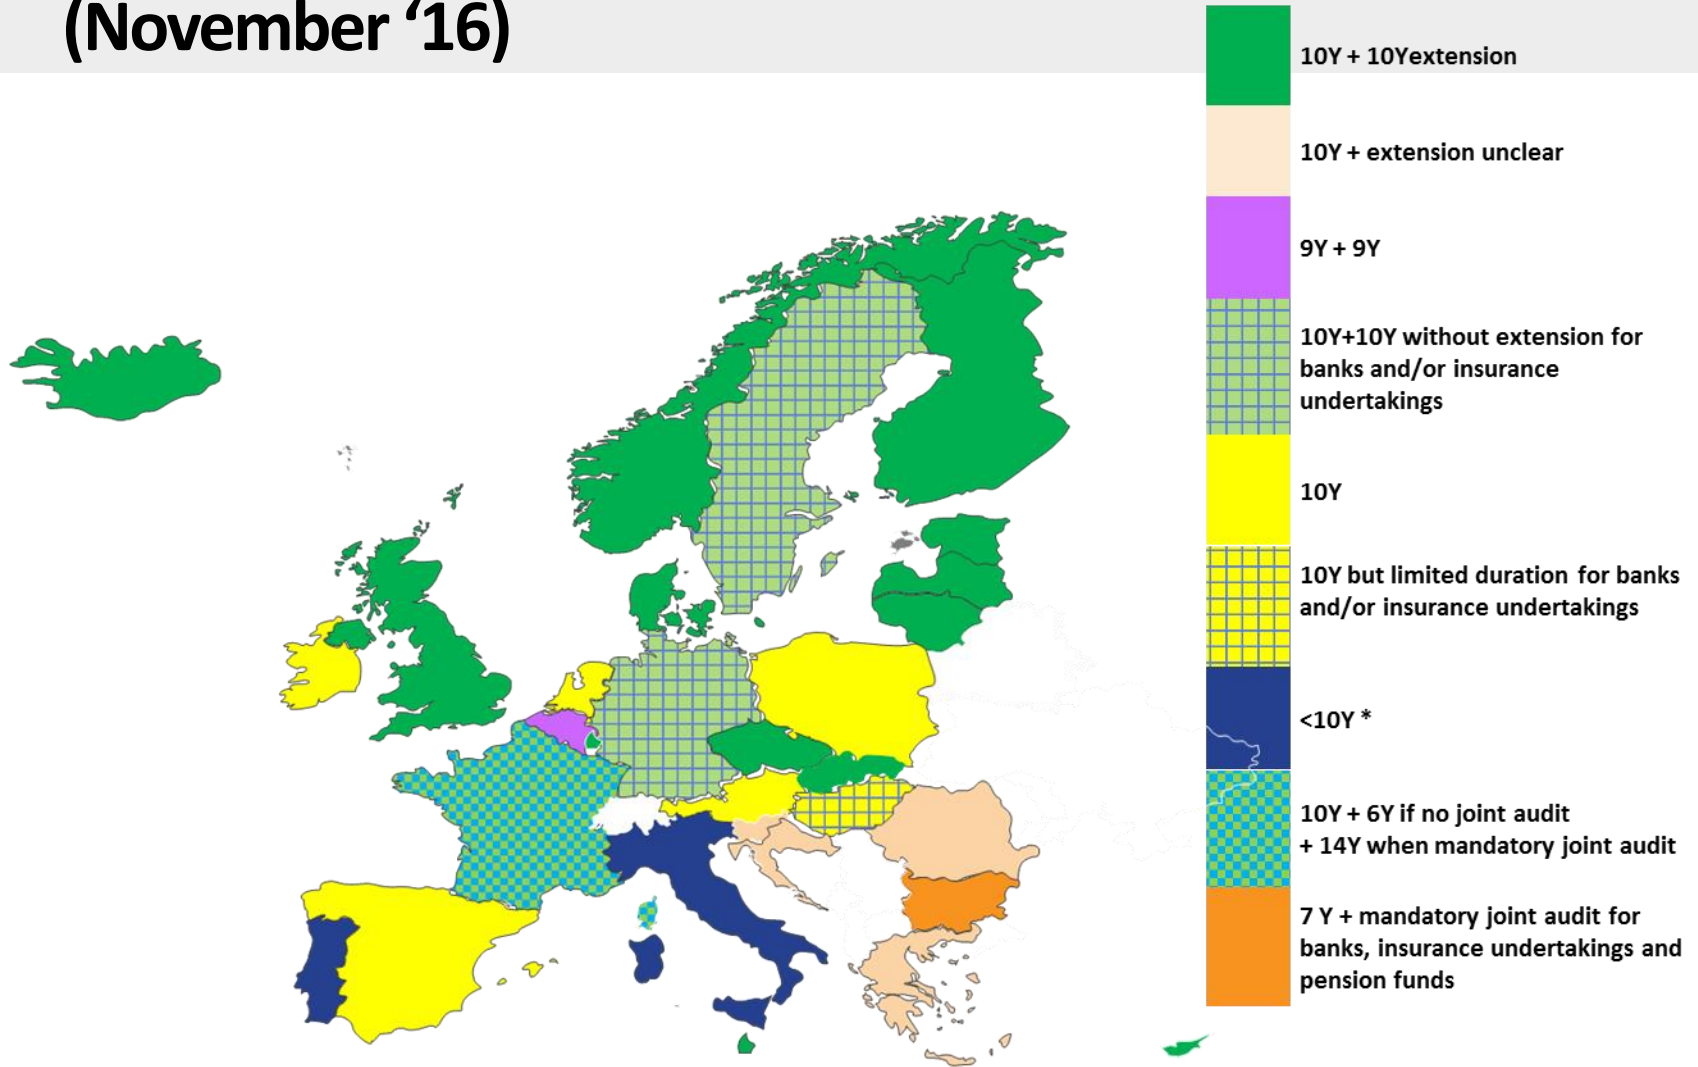 (November ‘16)
10Y + 10Yextension
10Y + extension unclear
9Y + 9Y
10Y+10Y without extension for
banks and/or insurance
undertakings
10Y
10Y but limited duration for banks
and/or insurance undertakings
<10Y *
10Y + 6Y if no joint audit
+ 14Y when mandatory joint audit
7 Y + mandatory joint audit for
banks, insurance undertakings and
pension funds